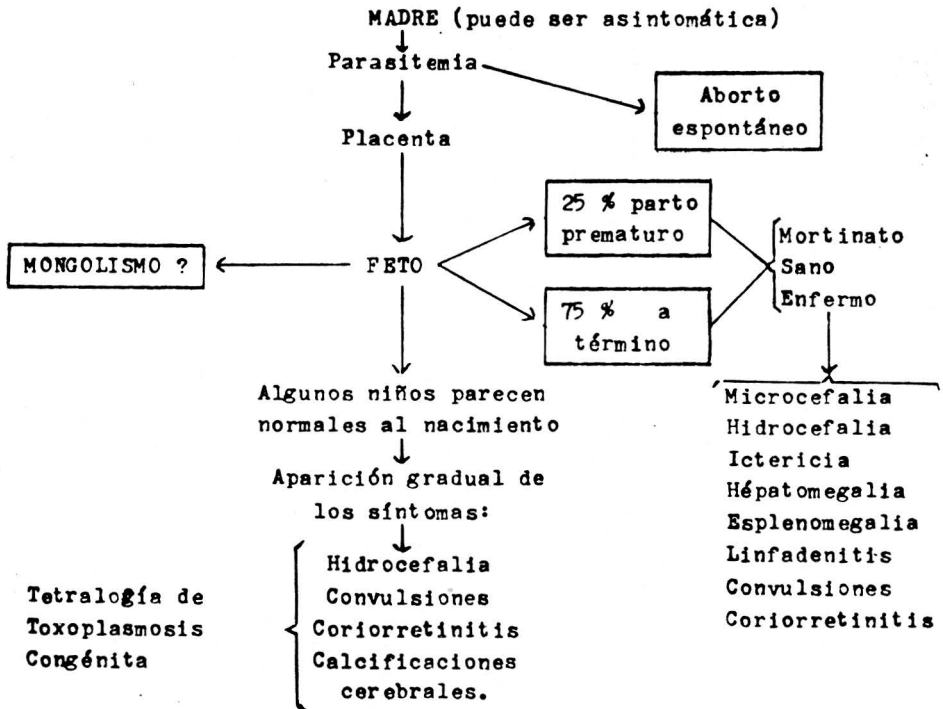 MADRE (puede ser asintomática)
Parasitemia
Aborto
espontáneo
Placenta
25 % parto
prematuro
MONGOLISMO ?
FETO
75 % a
término
Mortinato
Sano
Enfermo
Algunos niños parecen
normales al nacimiento
Aparición gradual de
los síntomas:
Tetralogía de
Toxoplasmosis
Congénita
Hidrocefalia
Convulsiones
Coriorretinitis
Calcificaciones
cerebrales.
Microcefalia
Hidrocefalia
Ictericia
Hépatomegalia
Esplenomegalia
Linfadenitis
Convulsiones
Coriorretinitis